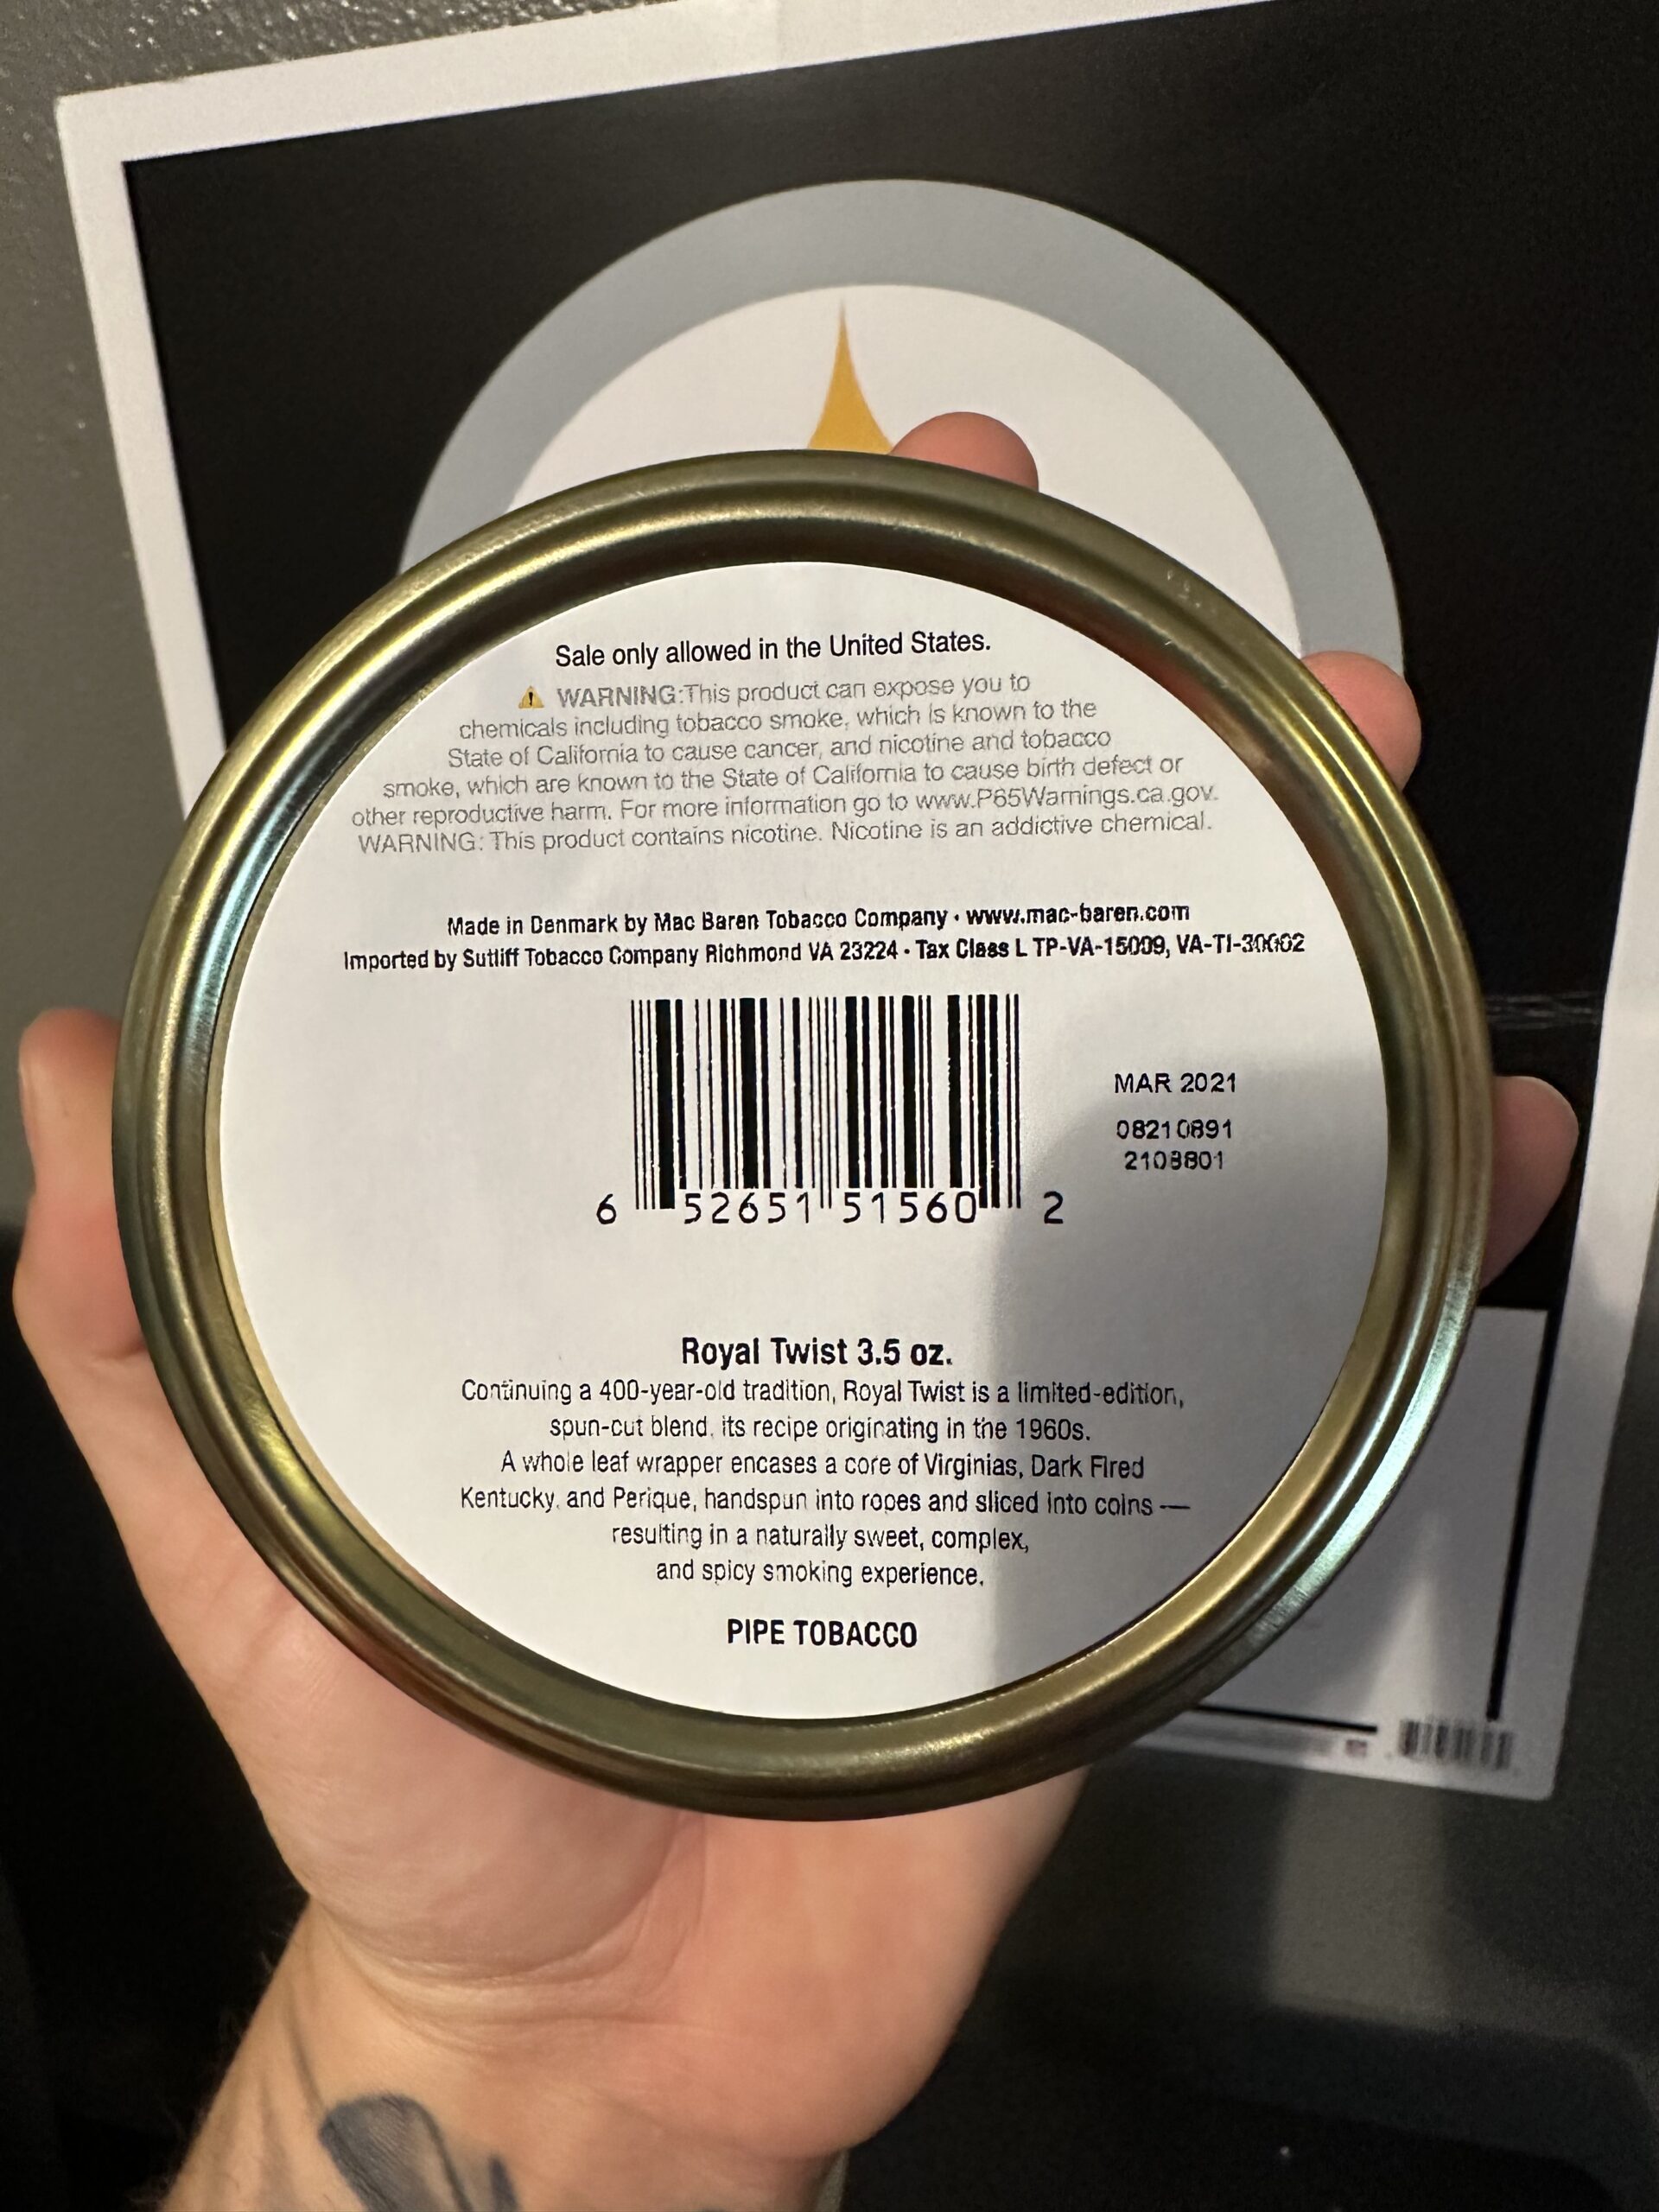 Sale only allowed in the United States.
⚠ WARNING:This product can expose you to
chemicals including tobacco smoke, which is known to the
State of California to cause cancer, and nicotine and tobacco
smoke, which are known to the State of California to cause birth defect or
other reproductive harm. For more information go to www.P65Warnings.ca.gov.
WARNING: This product contains nicotine. Nicotine is an addictive chemical.
Made in Denmark by Mac Baren Tobacco Company • www.mac-baren.com
Imported by Sutliff Tobacco Company Richmond VA 23224 • Tax Class L TP-VA-15009, VA-TI-30002
MAR 2021
08210891
2103801
6 52651 51560 2
Royal Twist 3.5 oz.
Continuing a 400-year-old tradition, Royal Twist is a limited-edition,
spun-cut blend, its recipe originating in the 1960s.
A whole leaf wrapper encases a core of Virginias, Dark Fired
Kentucky, and Perique, handspun into ropes and sliced into coins —
resulting in a naturally sweet, complex,
and spicy smoking experience.
PIPE TOBACCO